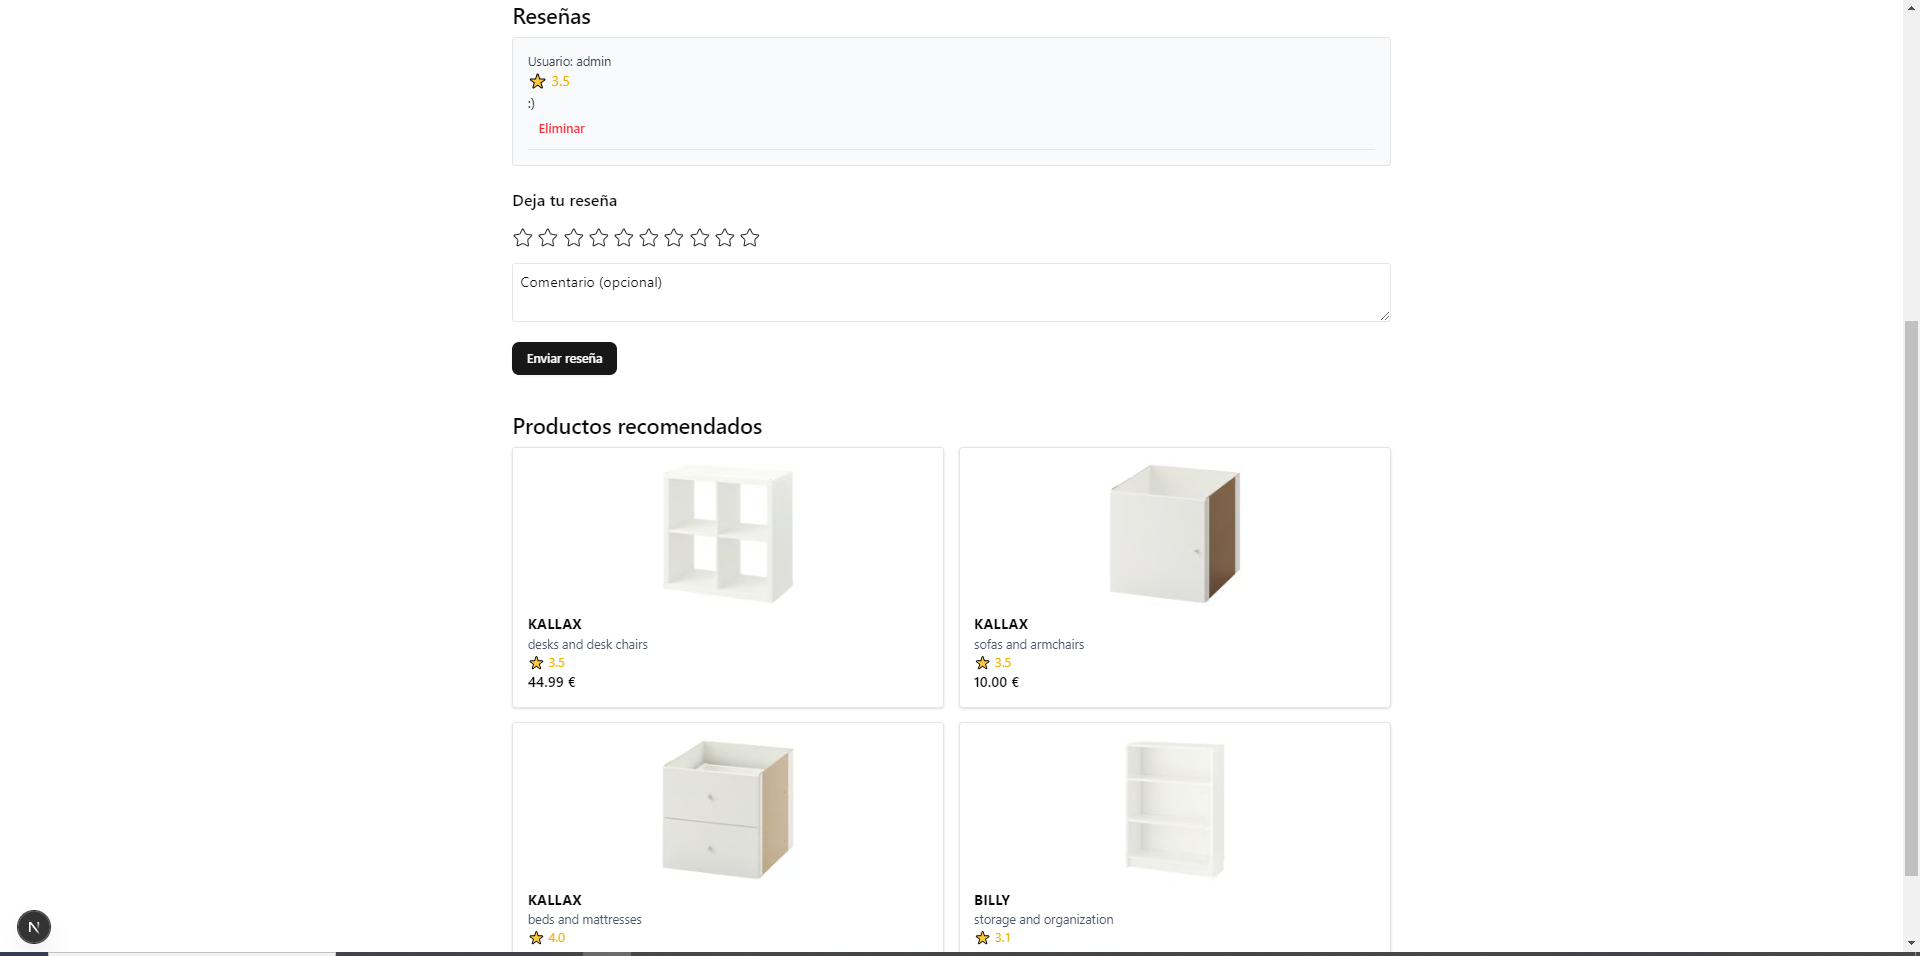 Reseñas
Usuario: admin
3.5
:)
Eliminar
Deja tu reseña
Comentario (opcional)
Enviar reseña
Productos recomendados
KALLAX
desks and desk chairs
3.5
44.99 €
KALLAX
sofas and armchairs
3.5
10.00 €
KALLAX
beds and mattresses
4.0
BILLY
storage and organization
3.1
N